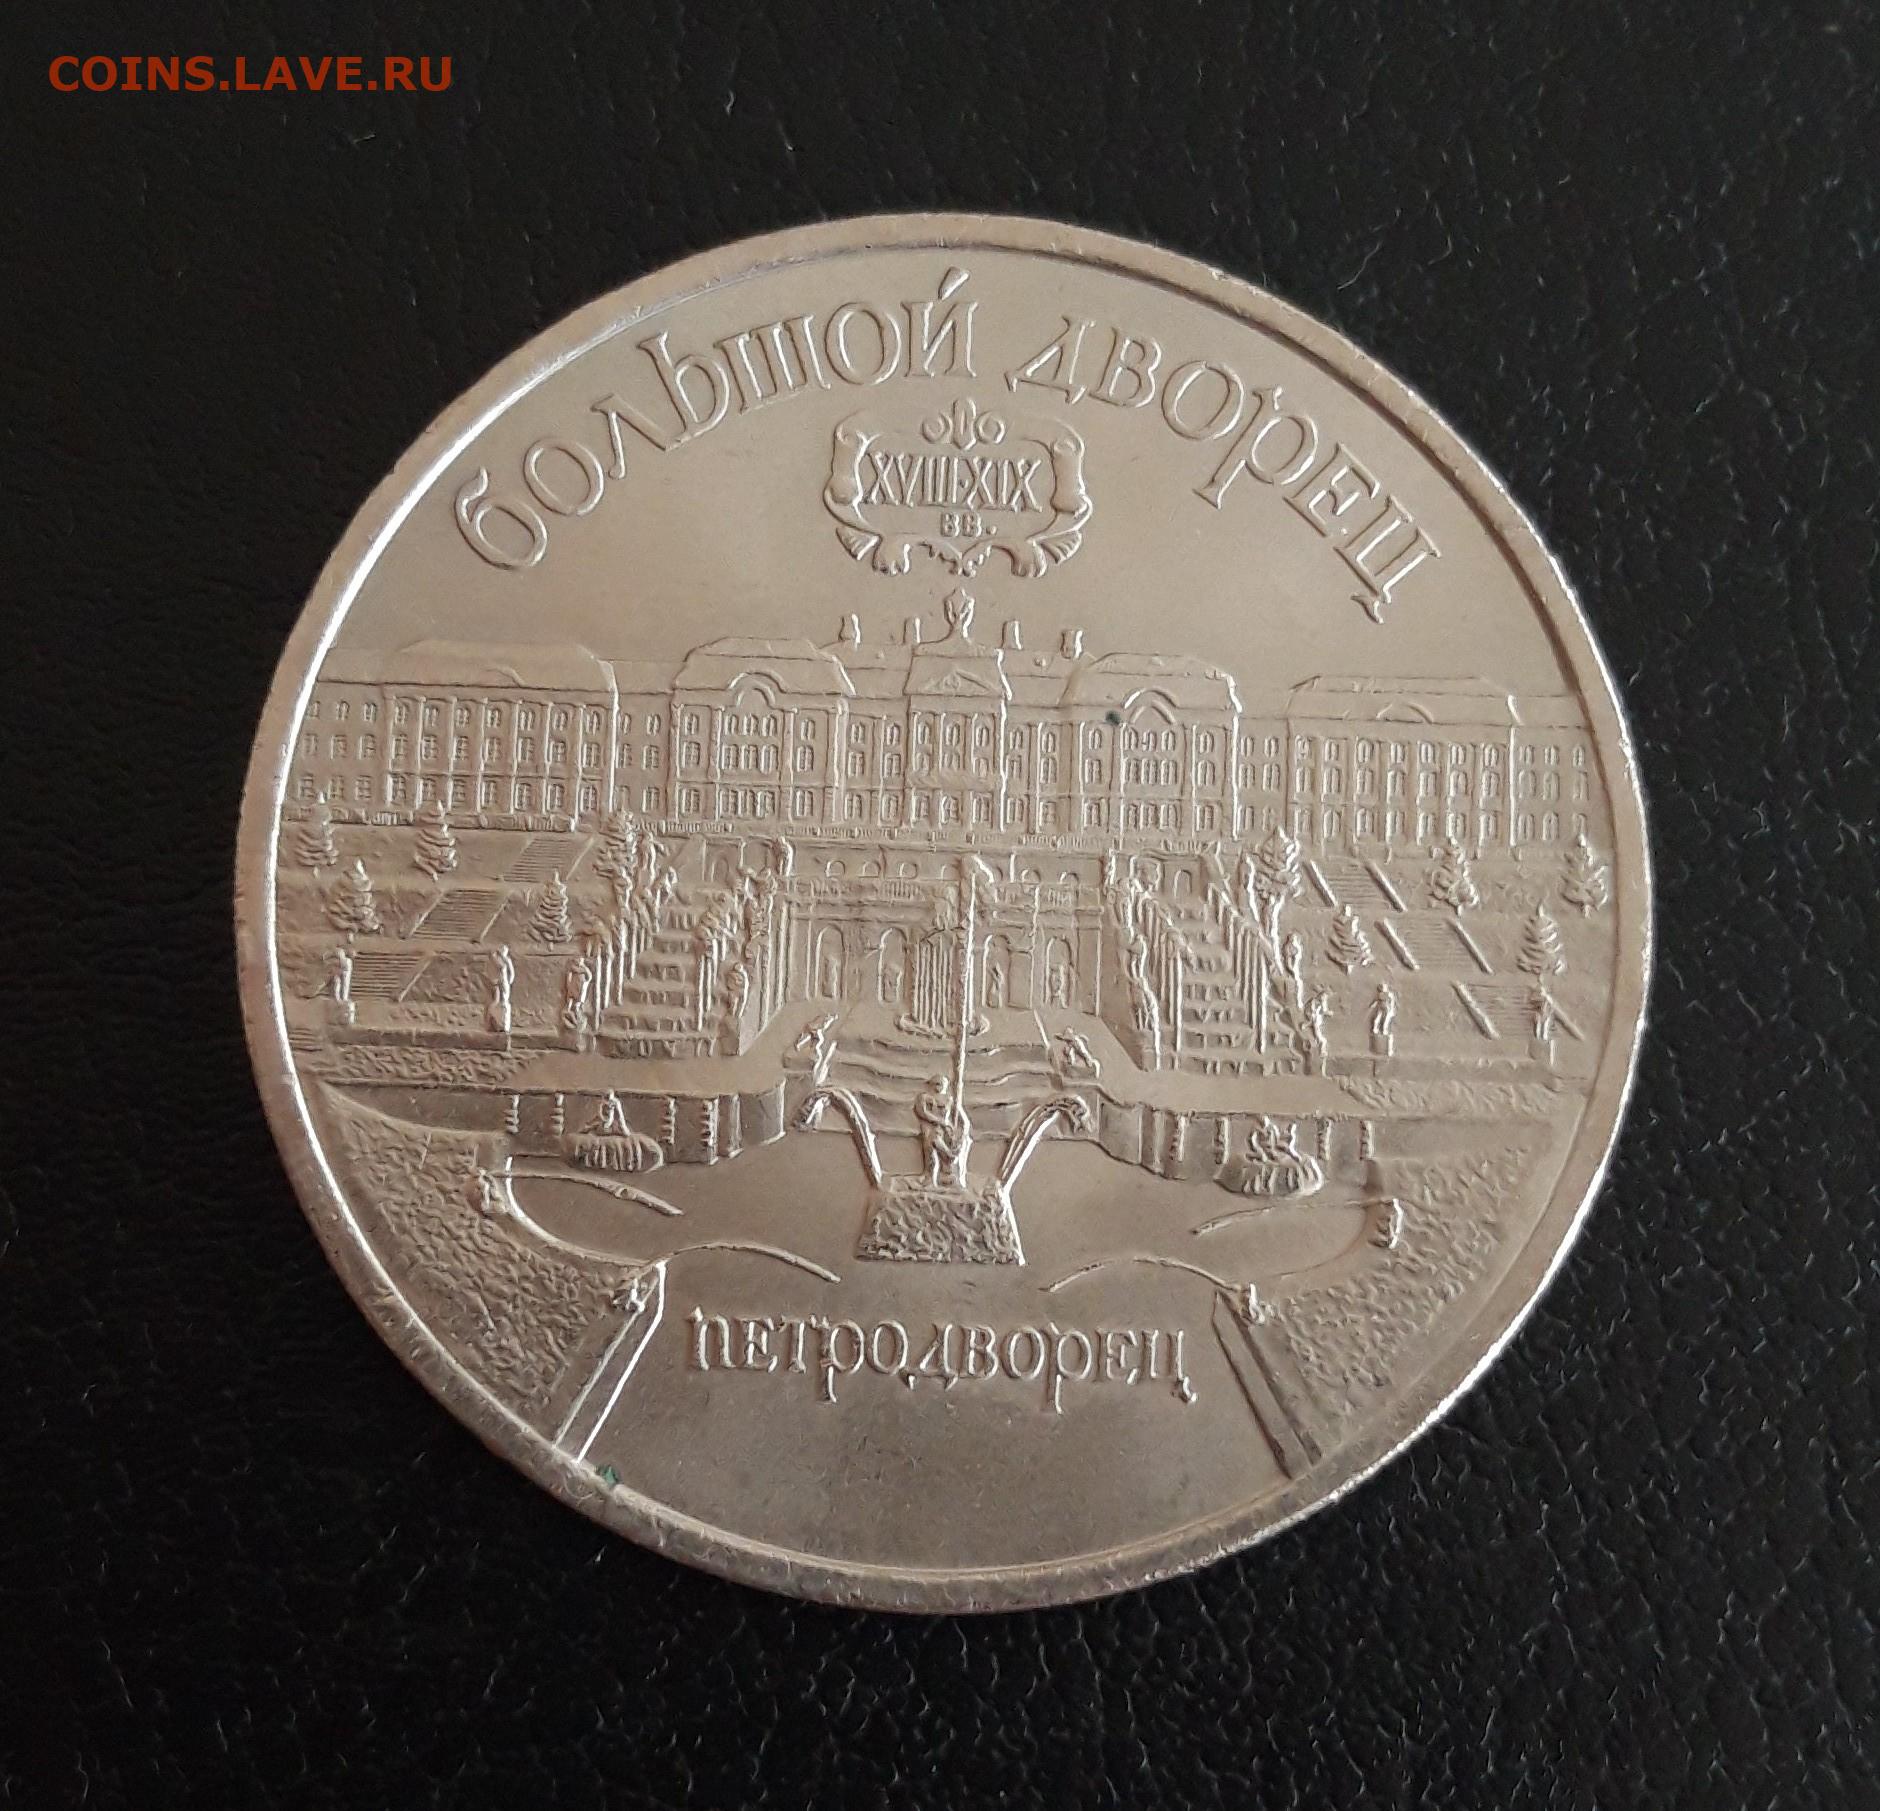 COINS.LAVE.RU
БОЛЬШОЙ ДВОРЕЦ
XVIII·XIX
ВВ.
ПЕТРОДВОРЕЦ